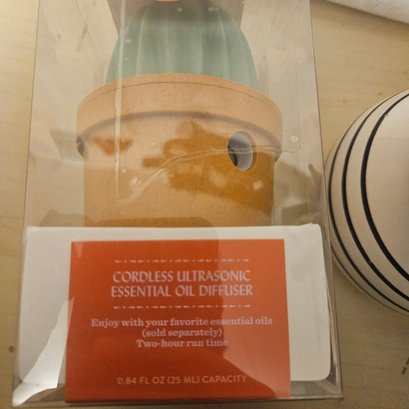 CORDLESS ULTRASONIC
ESSENTIAL OIL DIFFUSER
Enjoy with your favorite essential oils
(sold separately)
Two-hour run time
0.84 FL OZ (25 ML) CAPACITY